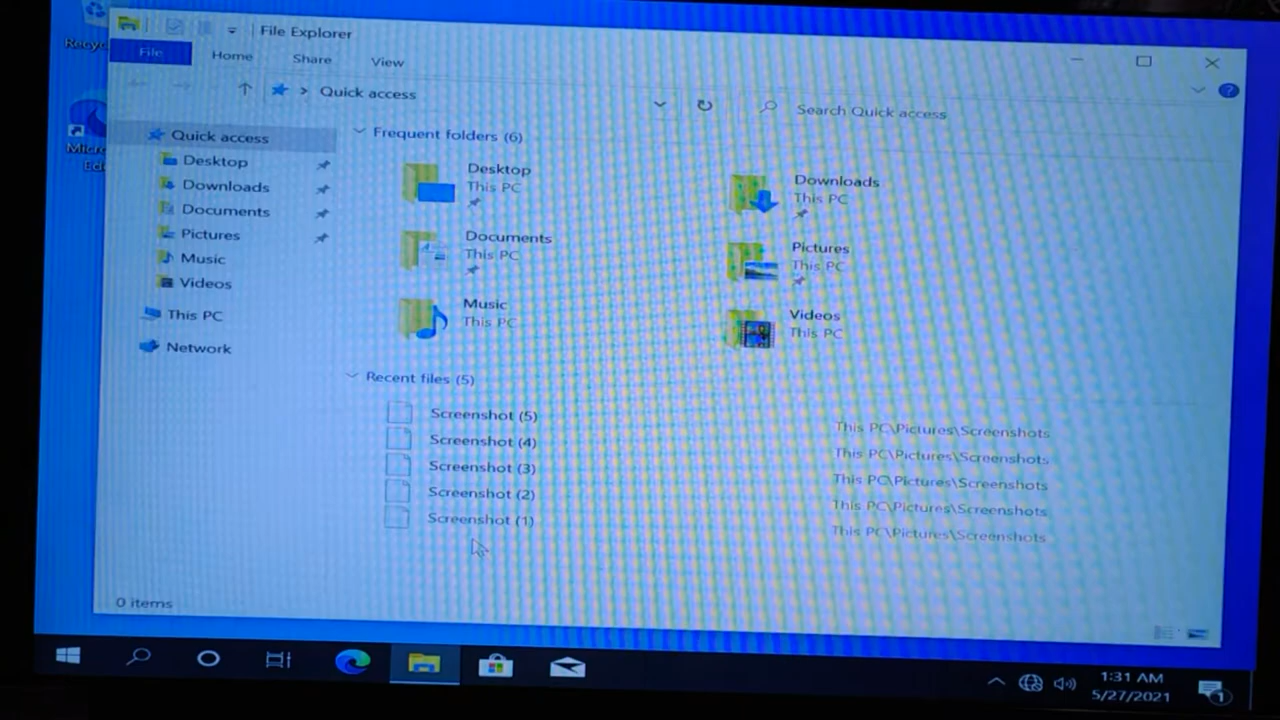 Recyc
Micro
Ed
File Explorer
File
Home
Share
View
Quick access
Search Quick access
Quick access
Desktop
Downloads
Documents
Pictures
Music
Videos
This PC
Network
Frequent folders (6)
Desktop
This PC
Downloads
This PC
Documents
This PC
Pictures
This PC
Music
This PC
Videos
This PC
Recent files (5)
Screenshot (5)
This PC\Pictures\Screenshots
Screenshot (4)
This PC\Pictures\Screenshots
Screenshot (3)
This PC\Pictures\Screenshots
Screenshot (2)
This PC\Pictures\Screenshots
Screenshot (1)
This PC\Pictures\Screenshots
0 items
1:31 AM
5/27/2021
1